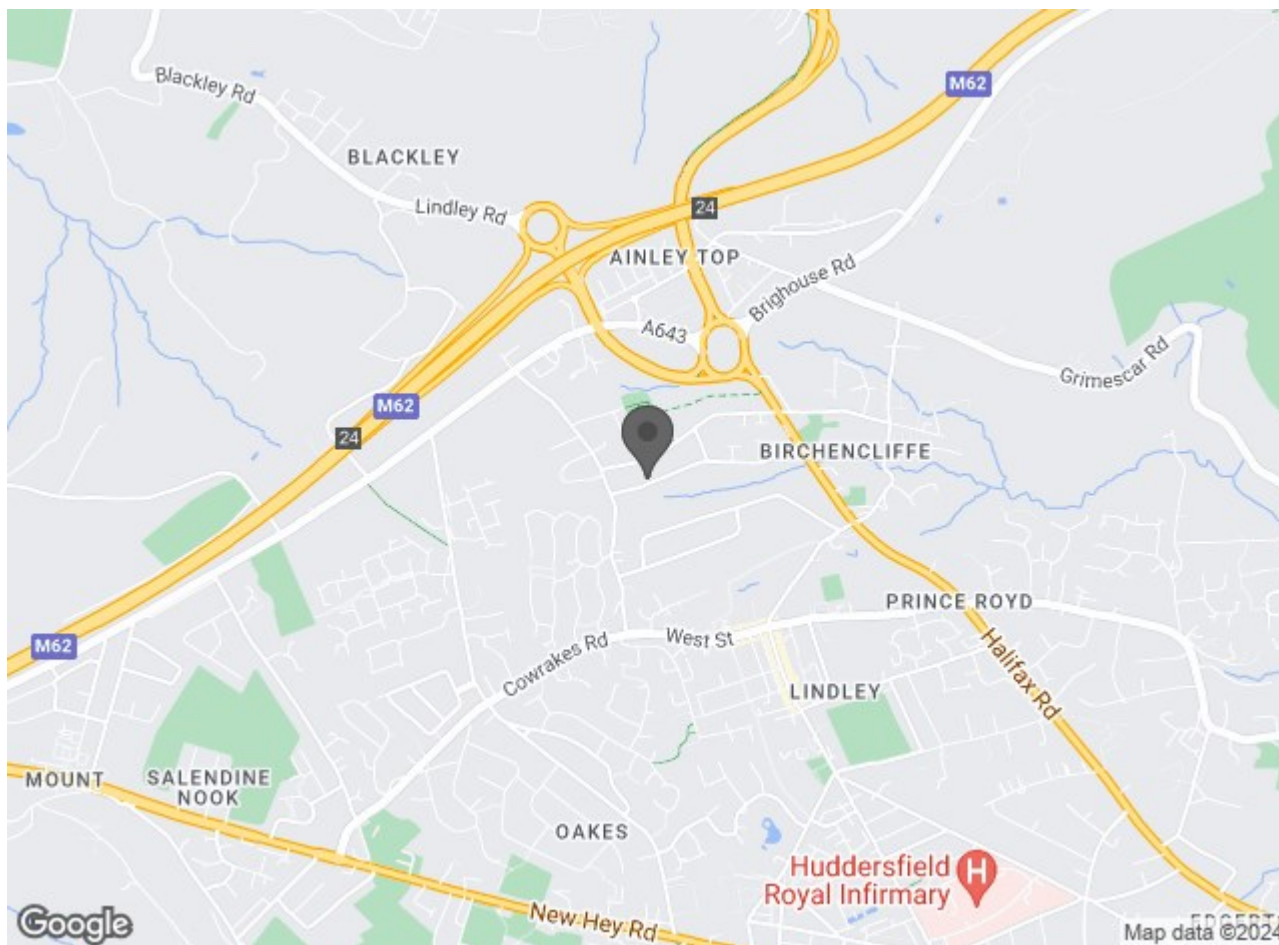 Blackley Rd
M62
BLACKLEY
Lindley Rd
24
AINLEY TOP
Brighouse Rd
A643
Grimescar Rd
M62
24
BIRCHENCLIFFE
PRINCE ROYD
M62
Cowrakes Rd
West St
Halifax Rd
LINDLEY
MOUNT
SALENDINE
NOOK
OAKES
Huddersfield
Royal Infirmary
H
New Hey Rd
Google
Map data ©2024